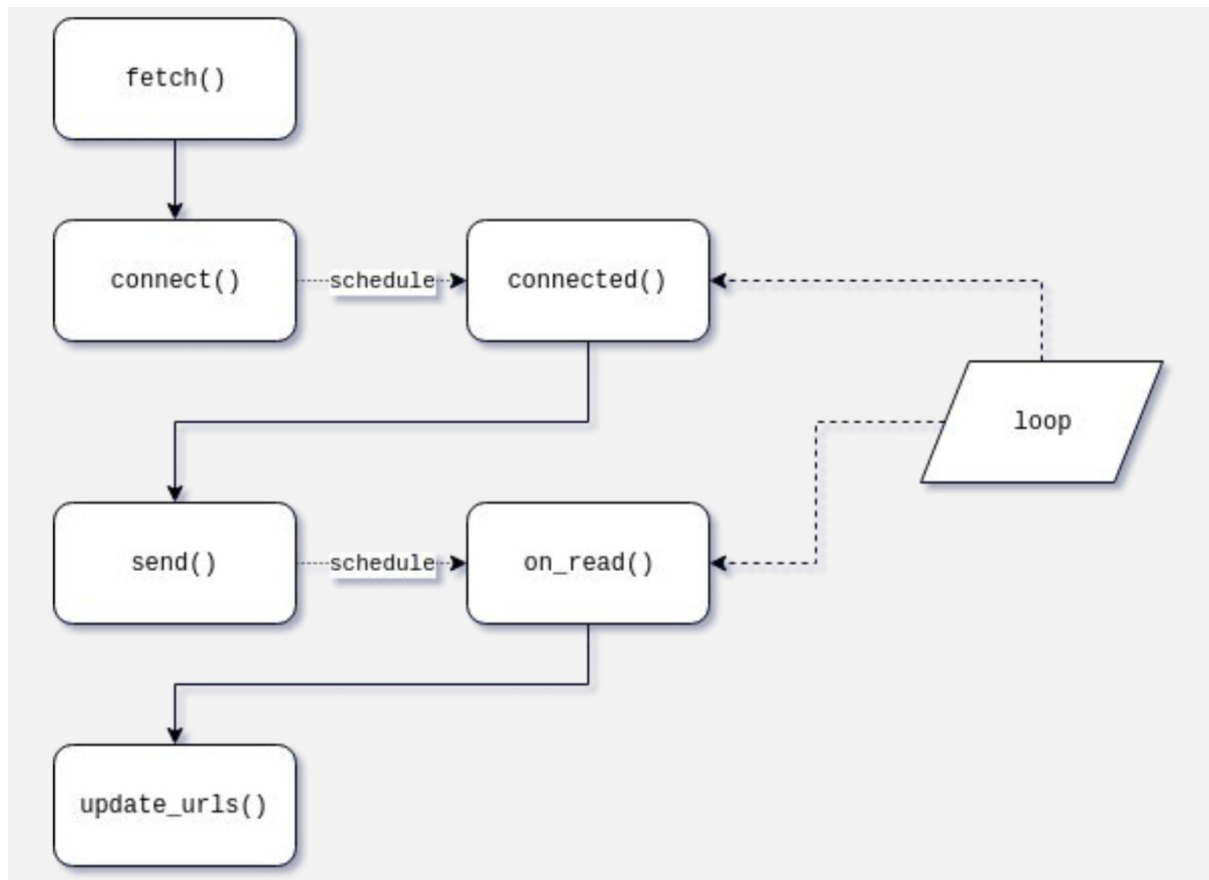 fetch()
connect()
schedule
connected()
loop
send()
schedule
on_read()
update_urls()